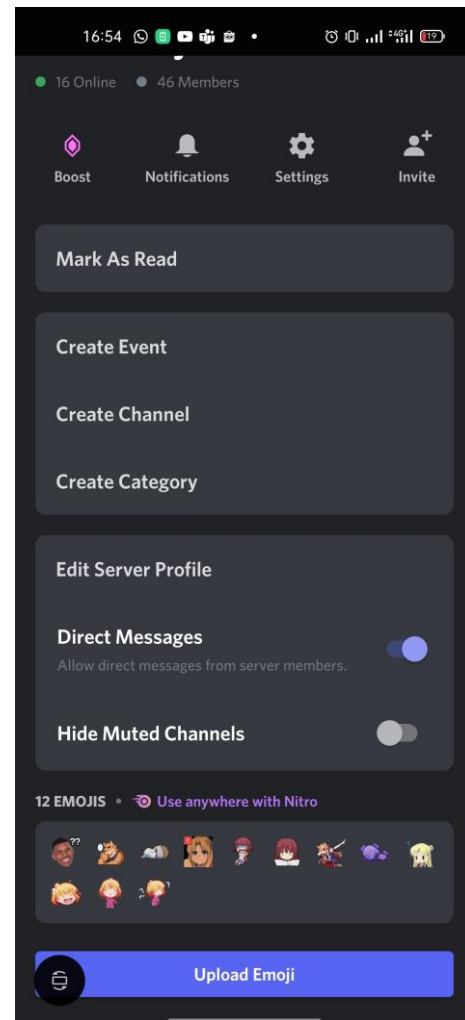 16:54
19
16 Online
46 Members
Boost
Notifications
Settings
Invite
Mark As Read
Create Event
Create Channel
Create Category
Edit Server Profile
Direct Messages
Allow direct messages from server members.
Hide Muted Channels
12 EMOJIS • Use anywhere with Nitro
??
Upload Emoji